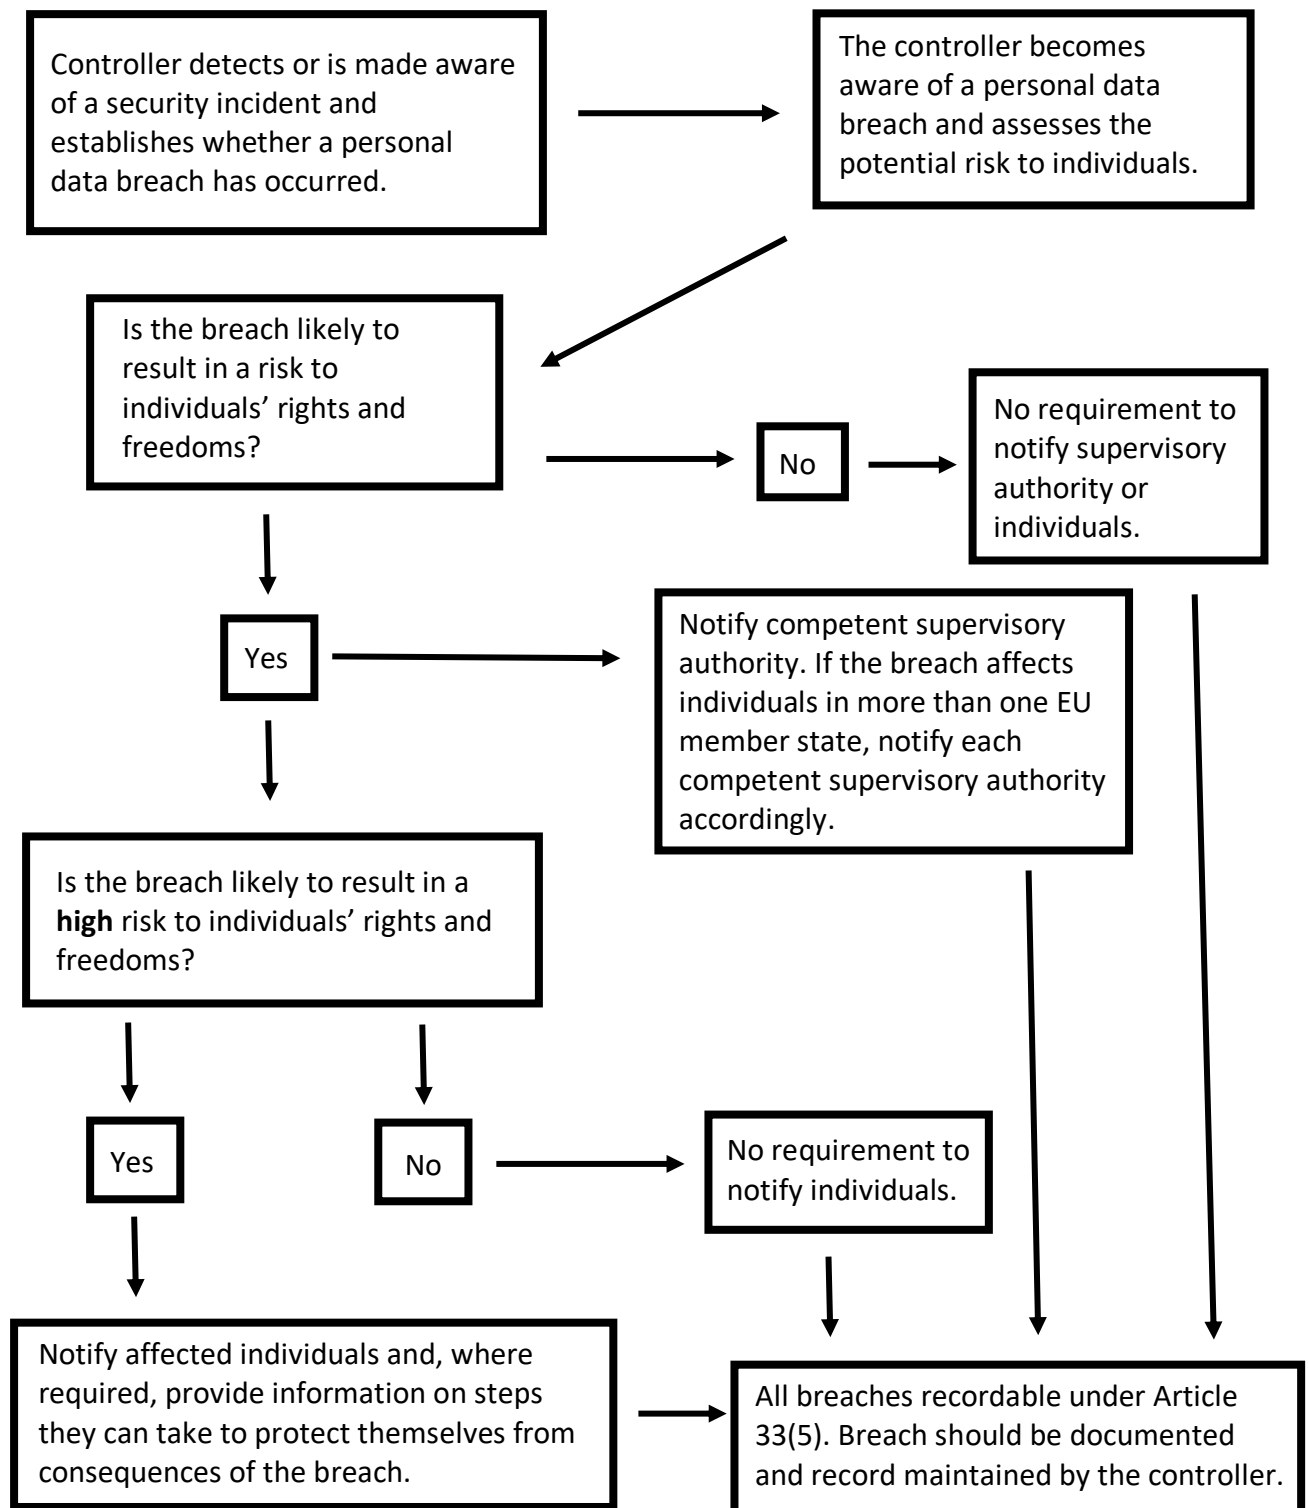 Controller detects or is made aware
of a security incident and
establishes whether a personal
data breach has occurred.
The controller becomes
aware of a personal data
breach and assesses the
potential risk to individuals.
Is the breach likely to
result in a risk to
individuals’ rights and
freedoms?
No
No requirement to
notify supervisory
authority or
individuals.
Yes
Notify competent supervisory
authority. If the breach affects
individuals in more than one EU
member state, notify each
competent supervisory authority
accordingly.
Is the breach likely to result in a
high risk to individuals’ rights and
freedoms?
Yes
No
No requirement to
notify individuals.
Notify affected individuals and, where
required, provide information on steps
they can take to protect themselves from
consequences of the breach.
All breaches recordable under Article
33(5). Breach should be documented
and record maintained by the controller.